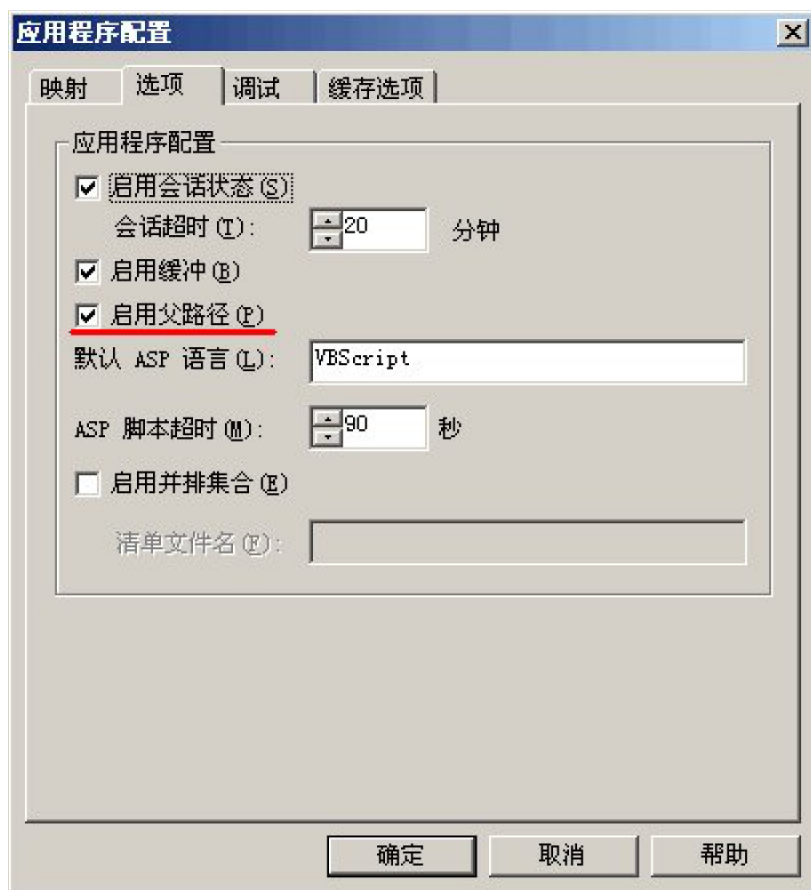 应用程序配置
映射 选项 调试 缓存选项
应用程序配置
启用会话状态(S)
会话超时(T): 20 分钟
启用缓冲(B)
启用父路径(P)
默认 ASP 语言(L): VBScript
ASP 脚本超时(M): 90 秒
启用并排集合(E)
清单文件名(F):
确定 取消 帮助